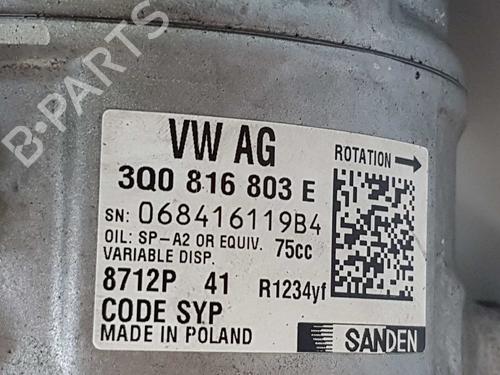 B-PARTS
VW AG
ROTATION →
3Q0 816 803 E
SN: 068416119B4
OIL: SP-A2 OR EQUIV. 75cc
VARIABLE DISP.
8712P 41 R1234yf
CODE SYP
MADE IN POLAND
SANDEN